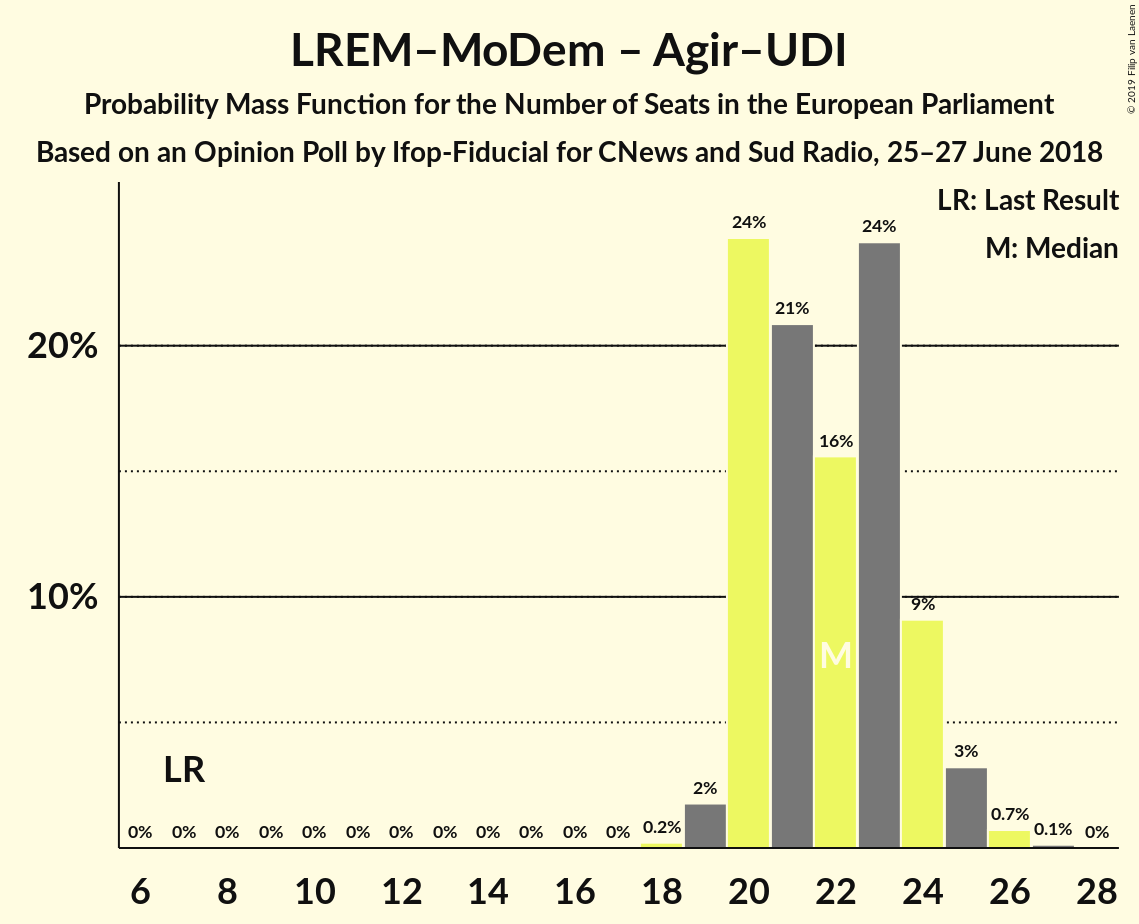 LREM–MoDem – Agir–UDI
Probability Mass Function for the Number of Seats in the European Parliament
Based on an Opinion Poll by Ifop-Fiducial for CNews and Sud Radio, 25–27 June 2018
© 2019 Filip van Laenen
LR: Last Result
M: Median
20%
10%
24%
21%
16%
24%
9%
3%
2%
0.7%
0.2%
0.1%
M
LR
0% 0% 0% 0% 0% 0% 0% 0% 0% 0% 0% 0% 0%
6 8 10 12 14 16 18 20 22 24 26 28